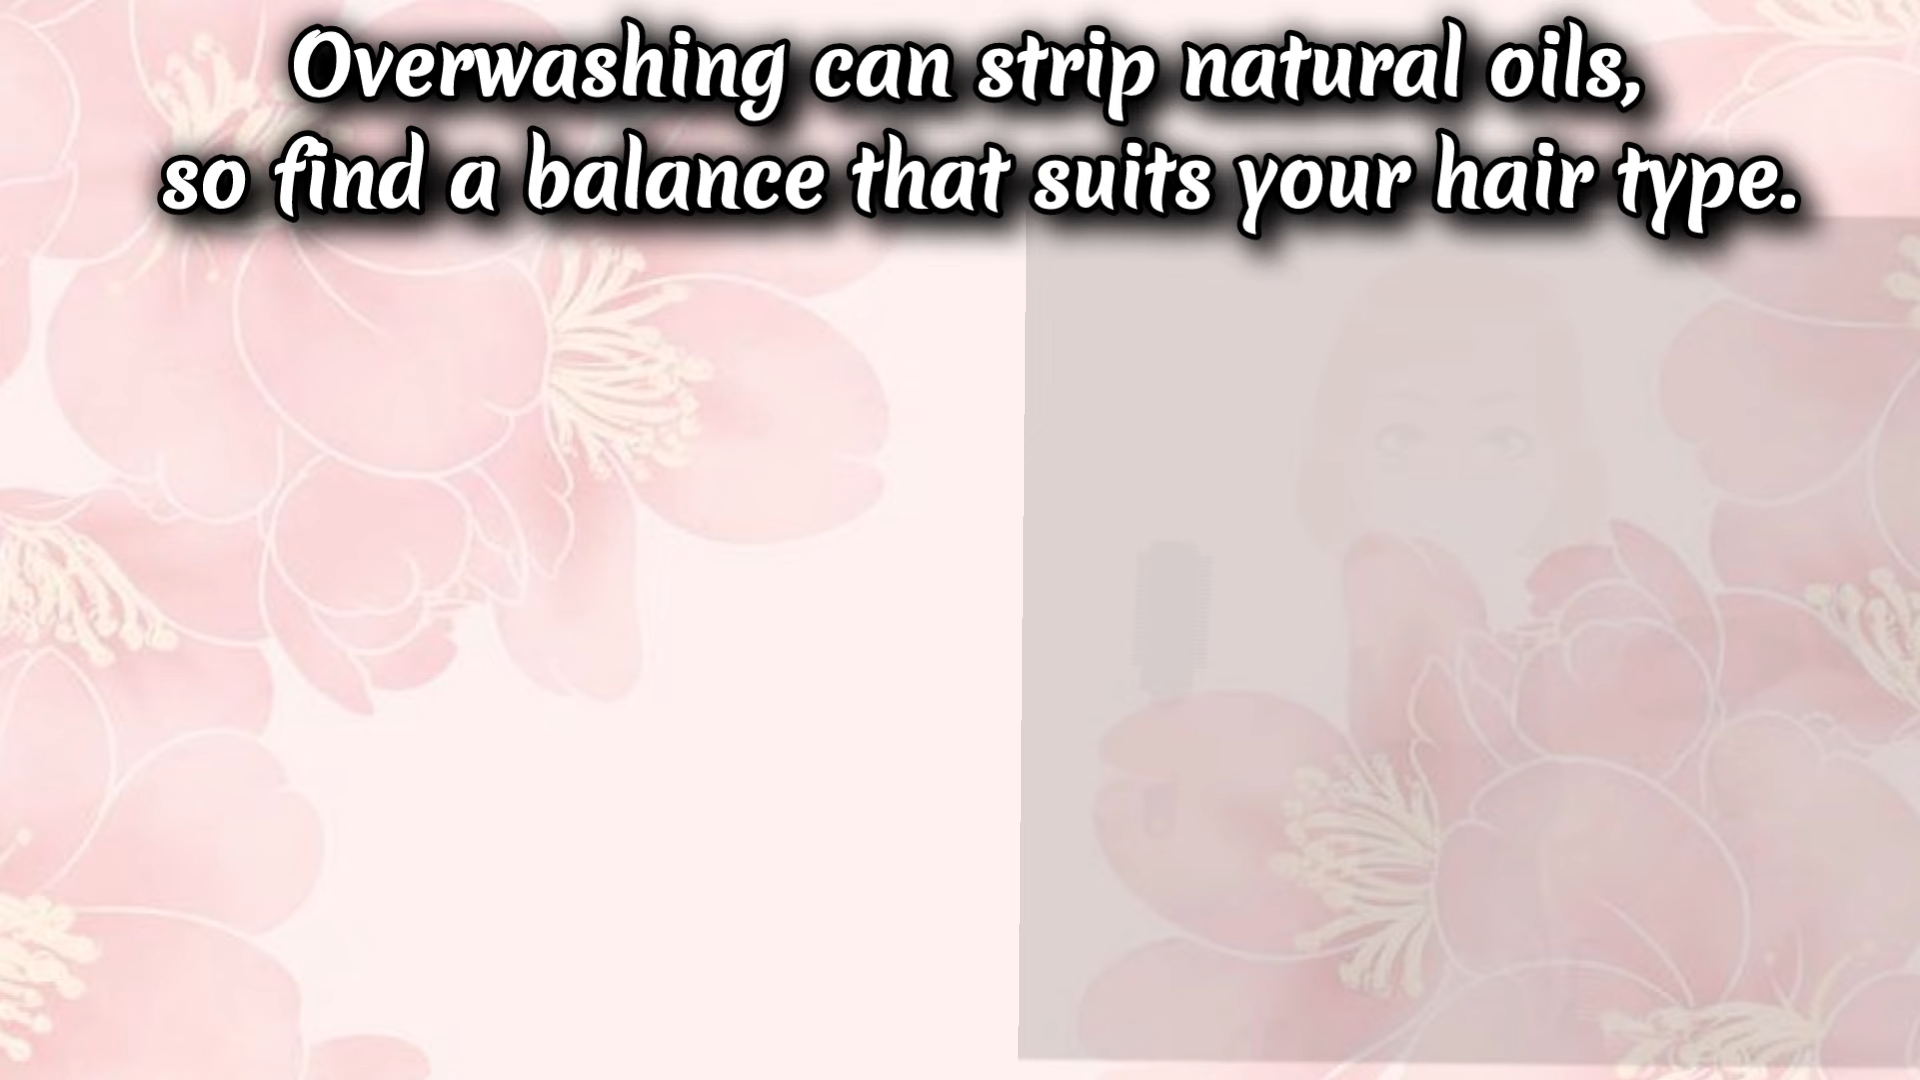 Overwashing can strip natural oils,
so find a balance that suits your hair type.